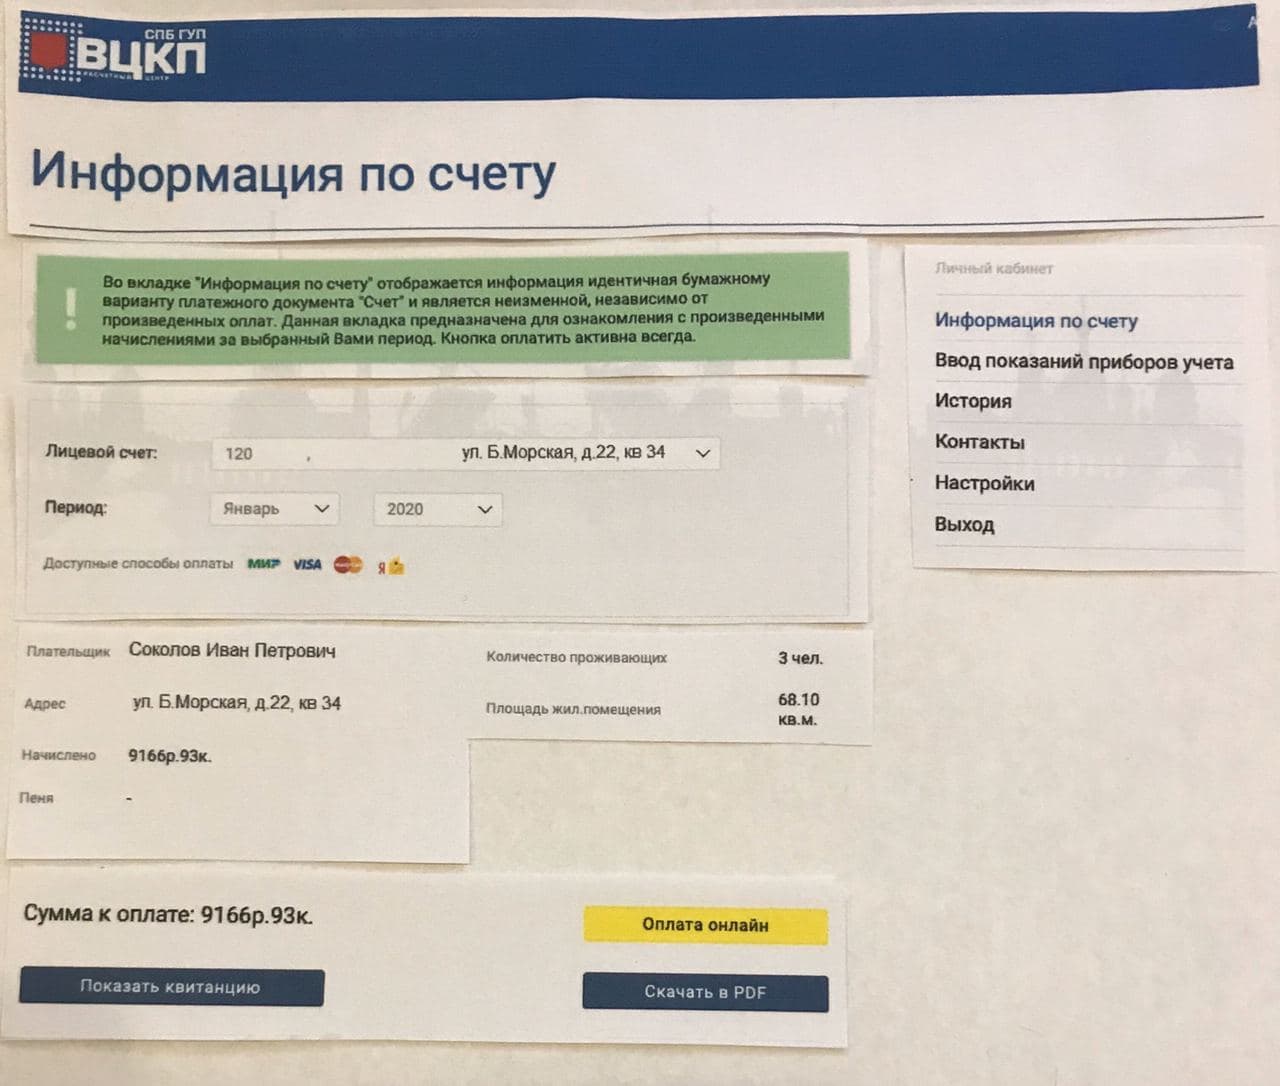 СПБ ГУП
ВЦКП
РАСЧЕТНЫЙ ЦЕНТР
Информация по счету
Во вкладке "Информация по счету" отображается информация идентичная бумажному
варианту платежного документа "Счет" и является неизменной, независимо от
произведенных оплат. Данная вкладка предназначена для ознакомления с произведенными
начислениями за выбранный Вами период. Кнопка оплатить активна всегда.
Личный кабинет
Информация по счету
Ввод показаний приборов учета
История
Контакты
Настройки
Выход
Лицевой счет: 120 , ул. Б.Морская, д.22, кв 34
Период: Январь 2020
Доступные способы оплаты МИР VISA Я
Плательщик Соколов Иван Петрович
Адрес ул. Б.Морская, д.22, кв 34
Начислено 9166р.93к.
Пеня -
Количество проживающих 3 чел.
Площадь жил.помещения 68.10
кв.м.
Сумма к оплате: 9166р.93к.
Оплата онлайн
Показать квитанцию
Скачать в PDF